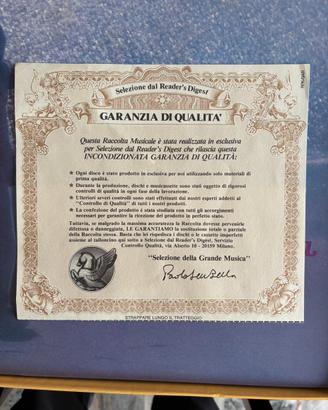 Selezione dal Reader's Digest
GARANZIA DI QUALITA'
Questa Raccolta Musicale è stata realizzata in esclusiva
per Selezione dal Reader's Digest che rilascia questa
INCONDIZIONATA GARANZIA DI QUALITÀ:
★ Ogni disco è stato prodotto in esclusiva per noi utilizzando solo materiali di
prima qualità.
★ Durante la produzione, dischi e musicassette sono stati oggetto di rigorosi
controlli di qualità in ogni fase della lavorazione.
★ Ulteriori severi controlli sono stati effettuati dai nostri esperti addetti al
"Controllo di Qualità" di tutti i nostri prodotti.
★ La confezione del prodotto è stata studiata con tutti gli accorgimenti
necessari per garantire la ricezione del prodotto in perfetto stato.
Tuttavia, se malgrado la massima accuratezza la Raccolta dovesse pervenirle
difettosa o danneggiata, LE GARANTIAMO la sostituzione totale o parziale
della Raccolta stessa. Basta che lei rispedisca i dischi o le cassette imperfetti
assieme al talloncino qui sotto a Selezione dal Reader's Digest, Servizio
Controllo Qualità, via Alserio 10 - 20159 Milano.
"Selezione della Grande Musica"
STRAPPARE LUNGO IL TRATTEGGIO